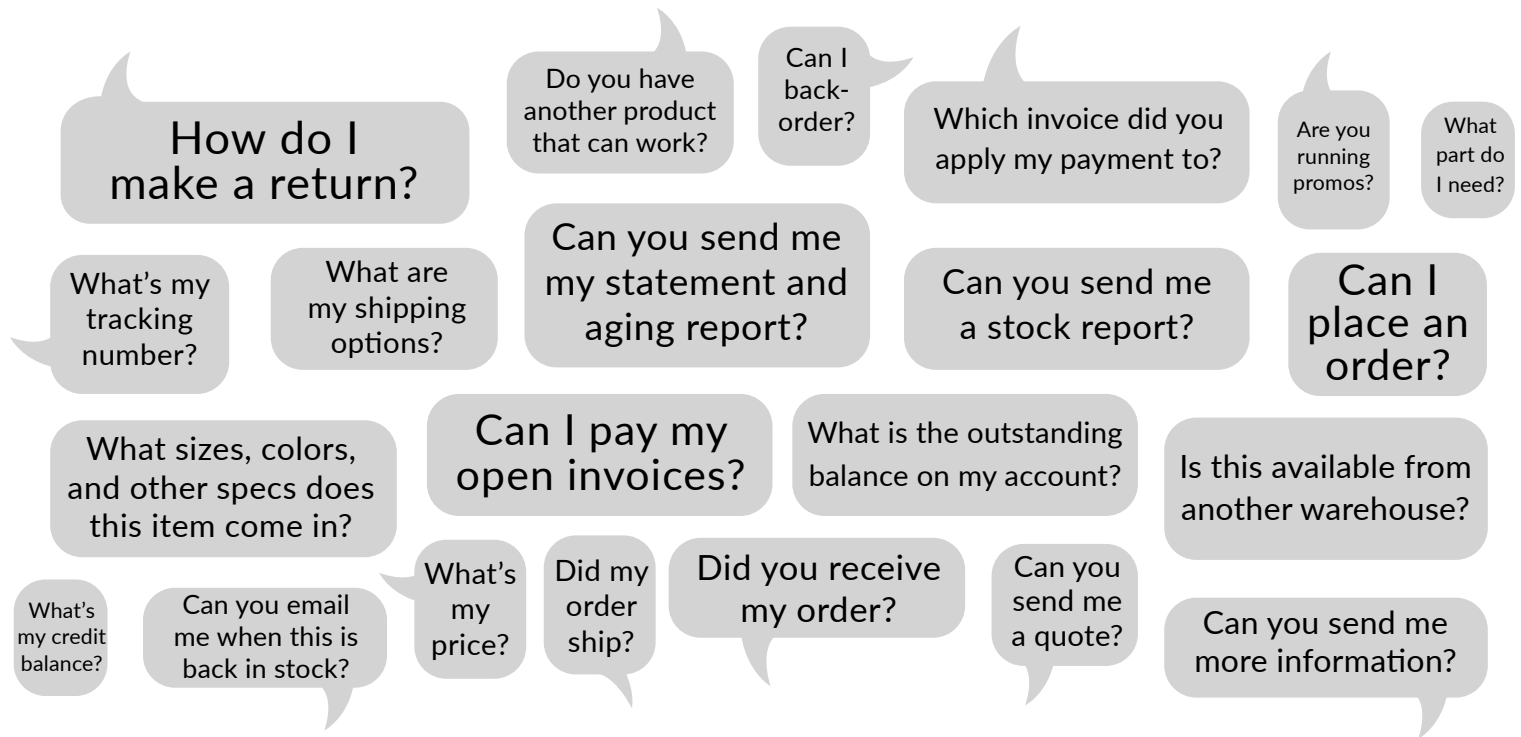 How do I
make a return?
Do you have
another product
that can work?
Can I
back-
order?
Which invoice did you
apply my payment to?
Are you
running
promos?
What
part do
I need?
What's my
tracking
number?
What are
my shipping
options?
Can you send me
my statement and
aging report?
Can you send me
a stock report?
Can I
place an
order?
What sizes, colors,
and other specs does
this item come in?
Can I pay my
open invoices?
What is the outstanding
balance on my account?
Is this available from
another warehouse?
What's
my credit
balance?
Can you email
me when this is
back in stock?
What's
my
price?
Did my
order
ship?
Did you receive
my order?
Can you
send me
a quote?
Can you send me
more information?